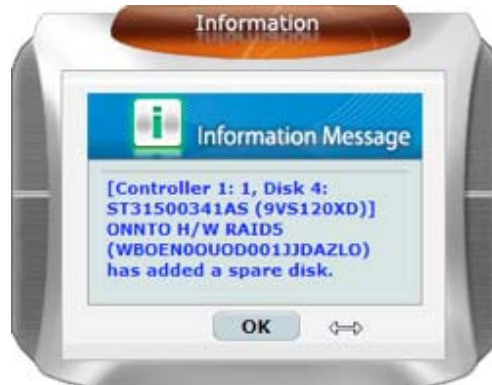 Information
Information Message
[Controller 1: 1, Disk 4:
ST31500341AS (9VS120XD)]
ONNTO H/W RAID5
(WBOEN0OUOD001JJDAZLO)
has added a spare disk.
OK